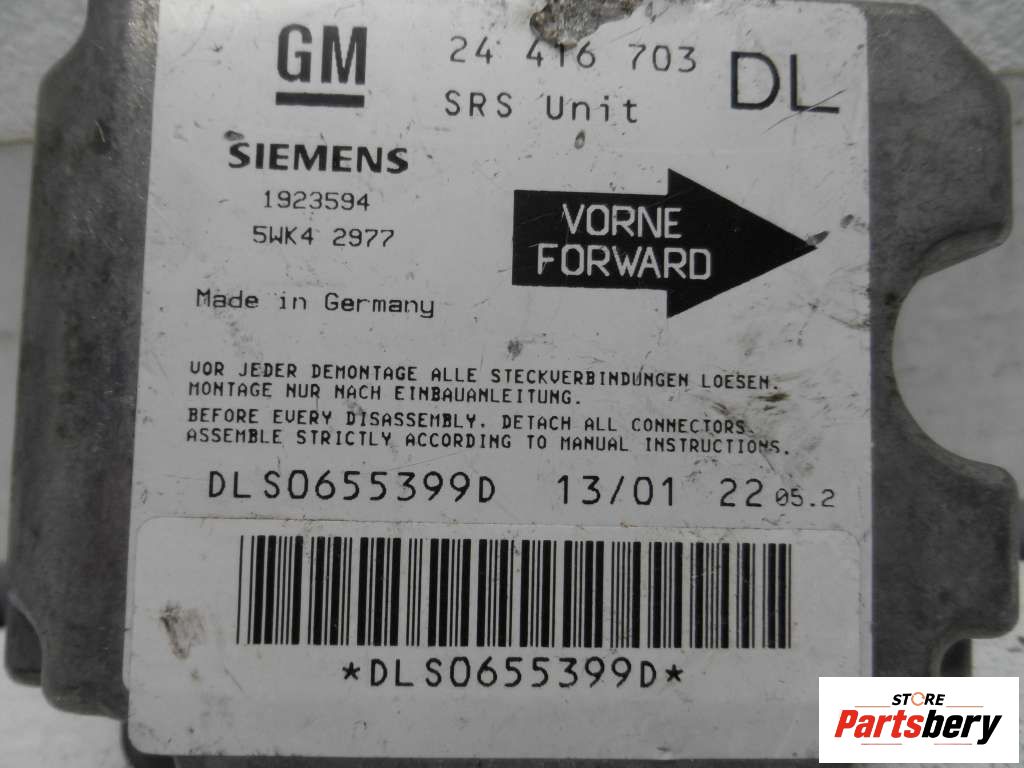 GM
24 416 703
DL
SRS Unit
SIEMENS
1923594
5WK4 2977
VORNE
FORWARD
Made in Germany
VOR JEDER DEMONTAGE ALLE STECKVERBINDUNGEN LOESEN.
MONTAGE NUR NACH EINBAUANLEITUNG.
BEFORE EVERY DISASSEMBLY. DETACH ALL CONNECTORS.
ASSEMBLE STRICTLY ACCORDING TO MANUAL INSTRUCTIONS.
DLS0655399D 13/01 22 05.2
*DLS0655399D*
STORE
Partsbery